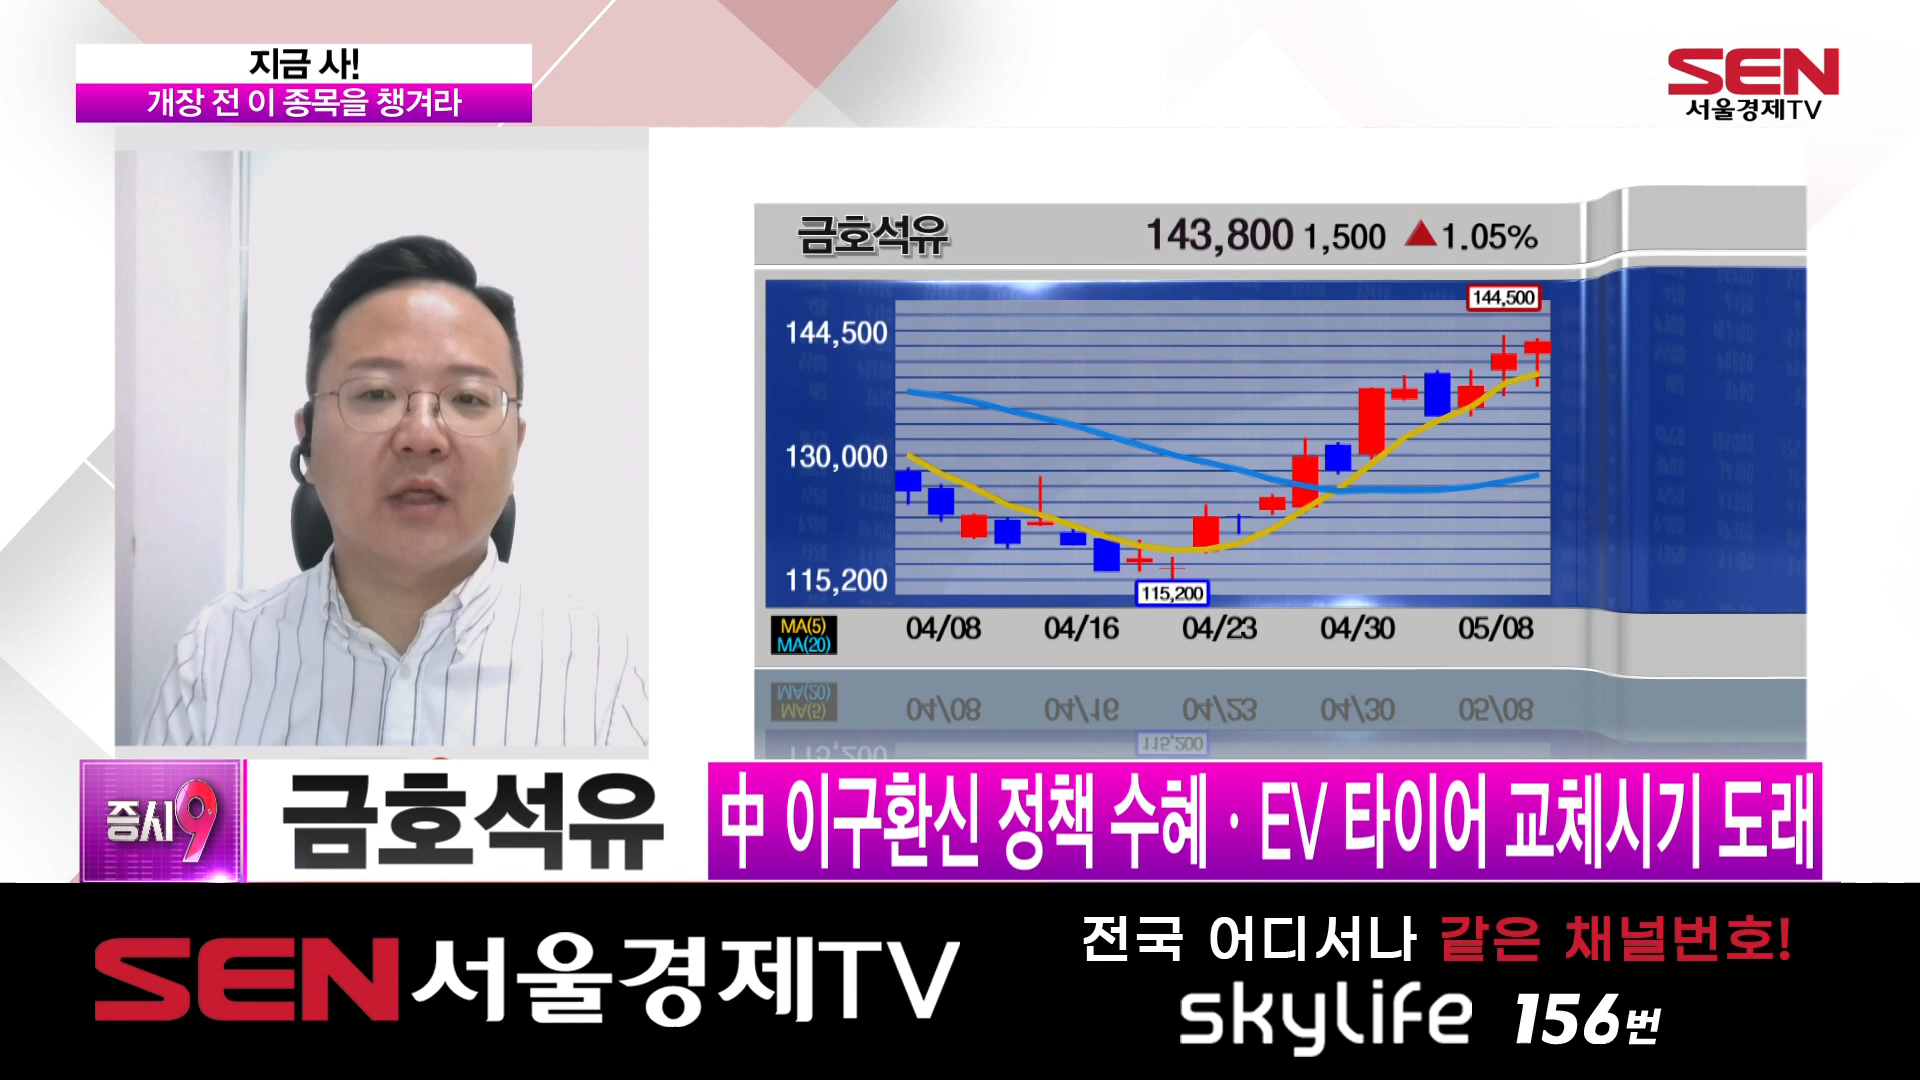 지금 사!
개장 전 이 종목을 챙겨라
SEN
서울경제TV
금호석유 143,800 1,500 ▲1.05%
144,500
144,500
130,000
115,200
115,200
MA(5)
MA(20)
04/08 04/16 04/23 04/30 05/08
증시9
금호석유
中 이구환신 정책 수혜 · EV 타이어 교체시기 도래
SEN서울경제TV
전국 어디서나 같은 채널번호!
skylife 156번